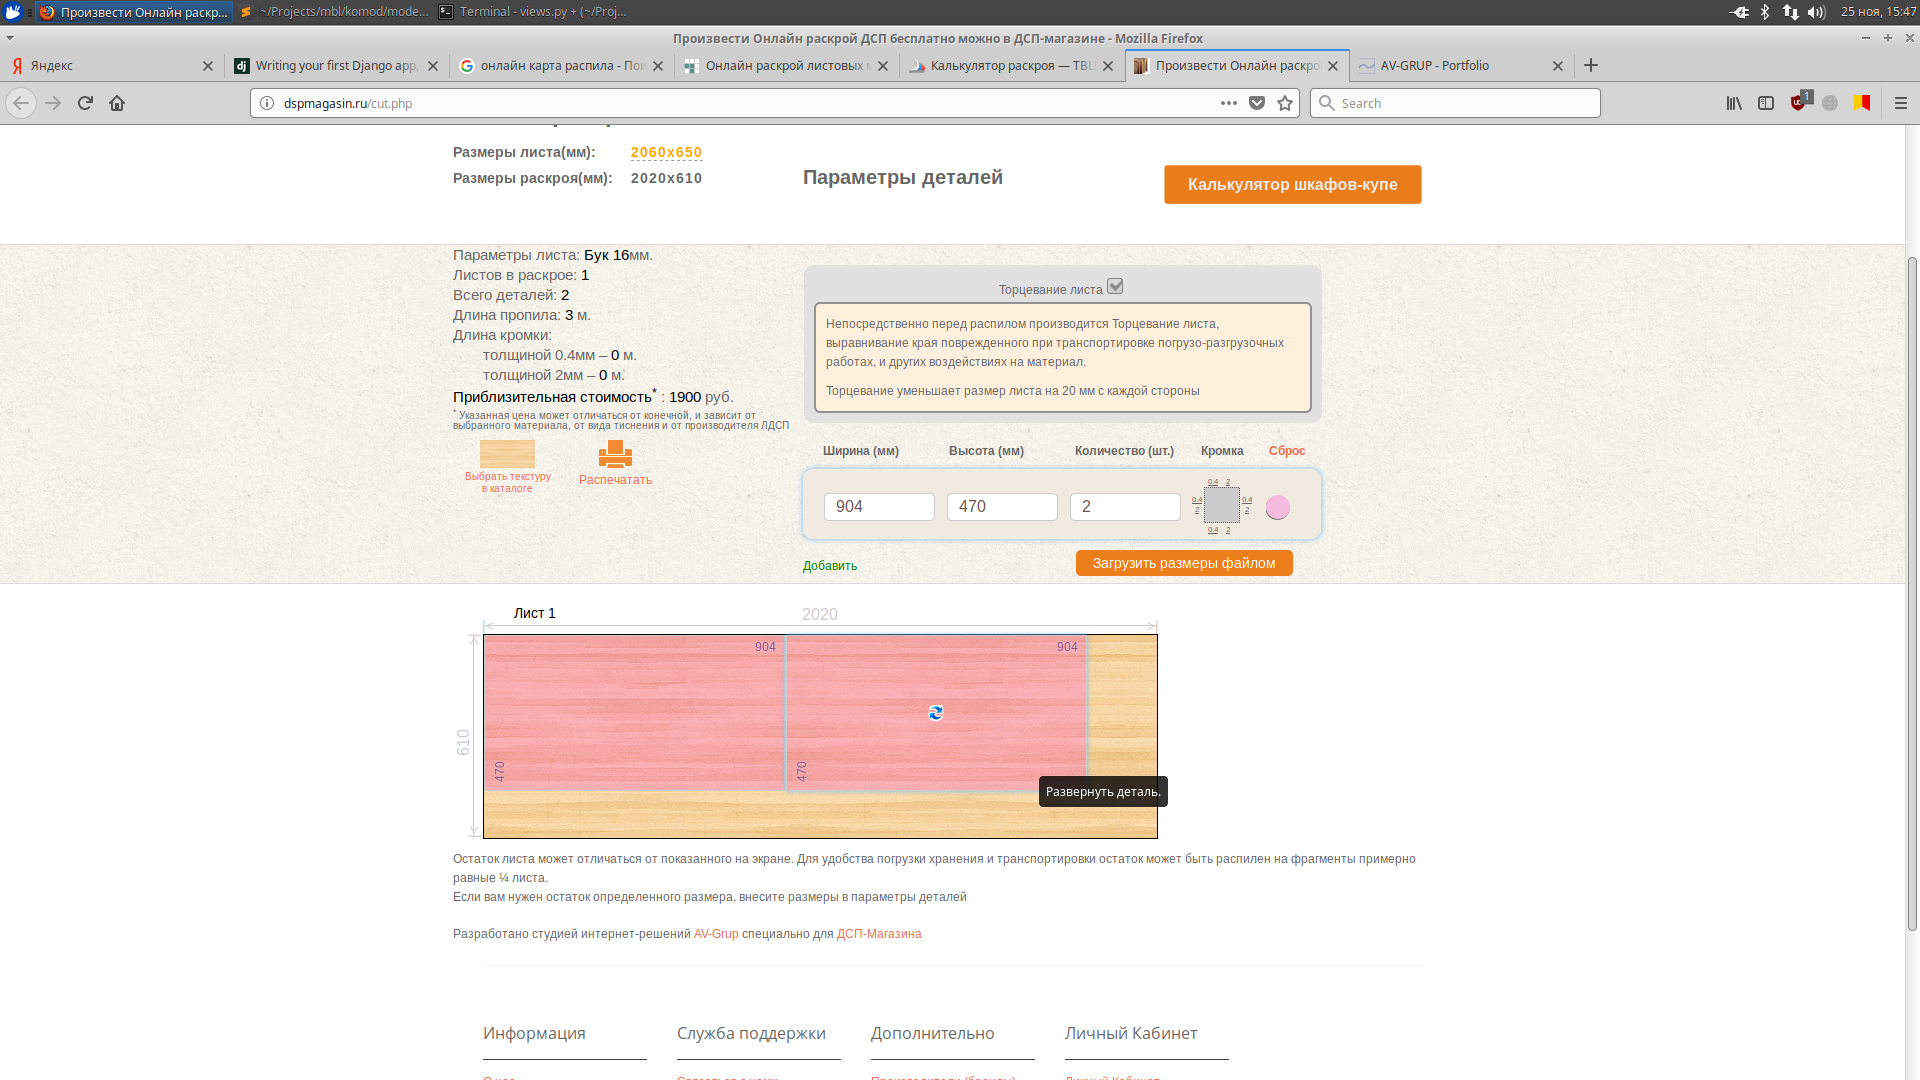 Произвести Онлайн раскр...
~/Projects/mbl/komod/mode...
Terminal - views.py + (~/Proj...
25 ноя, 15:47
Произвести Онлайн раскрой ДСП бесплатно можно в ДСП-магазине - Mozilla Firefox
Яндекс
Writing your first Django app,
онлайн карта распила - Пои
Онлайн раскрой листовых м
Калькулятор раскроя — ТВЦ
Произвести Онлайн раскро
AV-GRUP - Portfolio
dspmagasin.ru/cut.php
Search
1
Размеры листа(мм): 2060x650
Размеры раскроя(мм): 2020x610
Параметры деталей
Калькулятор шкафов-купе
Параметры листа: Бук 16мм.
Листов в раскрое: 1
Всего деталей: 2
Длина пропила: 3 м.
Длина кромки:
толщиной 0.4мм – 0 м.
толщиной 2мм – 0 м.
Приблизительная стоимость* : 1900 руб.
* Указанная цена может отличаться от конечной, и зависит от
выбранного материала, от вида тиснения и от производителя ЛДСП
Выбрать текстуру
в каталоге
Распечатать
Торцевание листа
Непосредственно перед распилом производится Торцевание листа,
выравнивание края поврежденного при транспортировке погрузо-разгрузочных
работах, и других воздействиях на материал.
Торцевание уменьшает размер листа на 20 мм с каждой стороны
Ширина (мм) Высота (мм) Количество (шт.) Кромка Сброс
0.4 2
904 470 2
0.4 0.4
2 2
0.4 2
Добавить
Загрузить размеры файлом
Лист 1
2020
904 904
610
470 470
Развернуть деталь.
Остаток листа может отличаться от показанного на экране. Для удобства погрузки хранения и транспортировки остаток может быть распилен на фрагменты примерно
равные ¼ листа.
Если вам нужен остаток определенного размера, внесите размеры в параметры деталей
Разработано студией интернет-решений AV-Grup специально для ДСП-Магазина
Информация
Служба поддержки
Дополнительно
Личный Кабинет